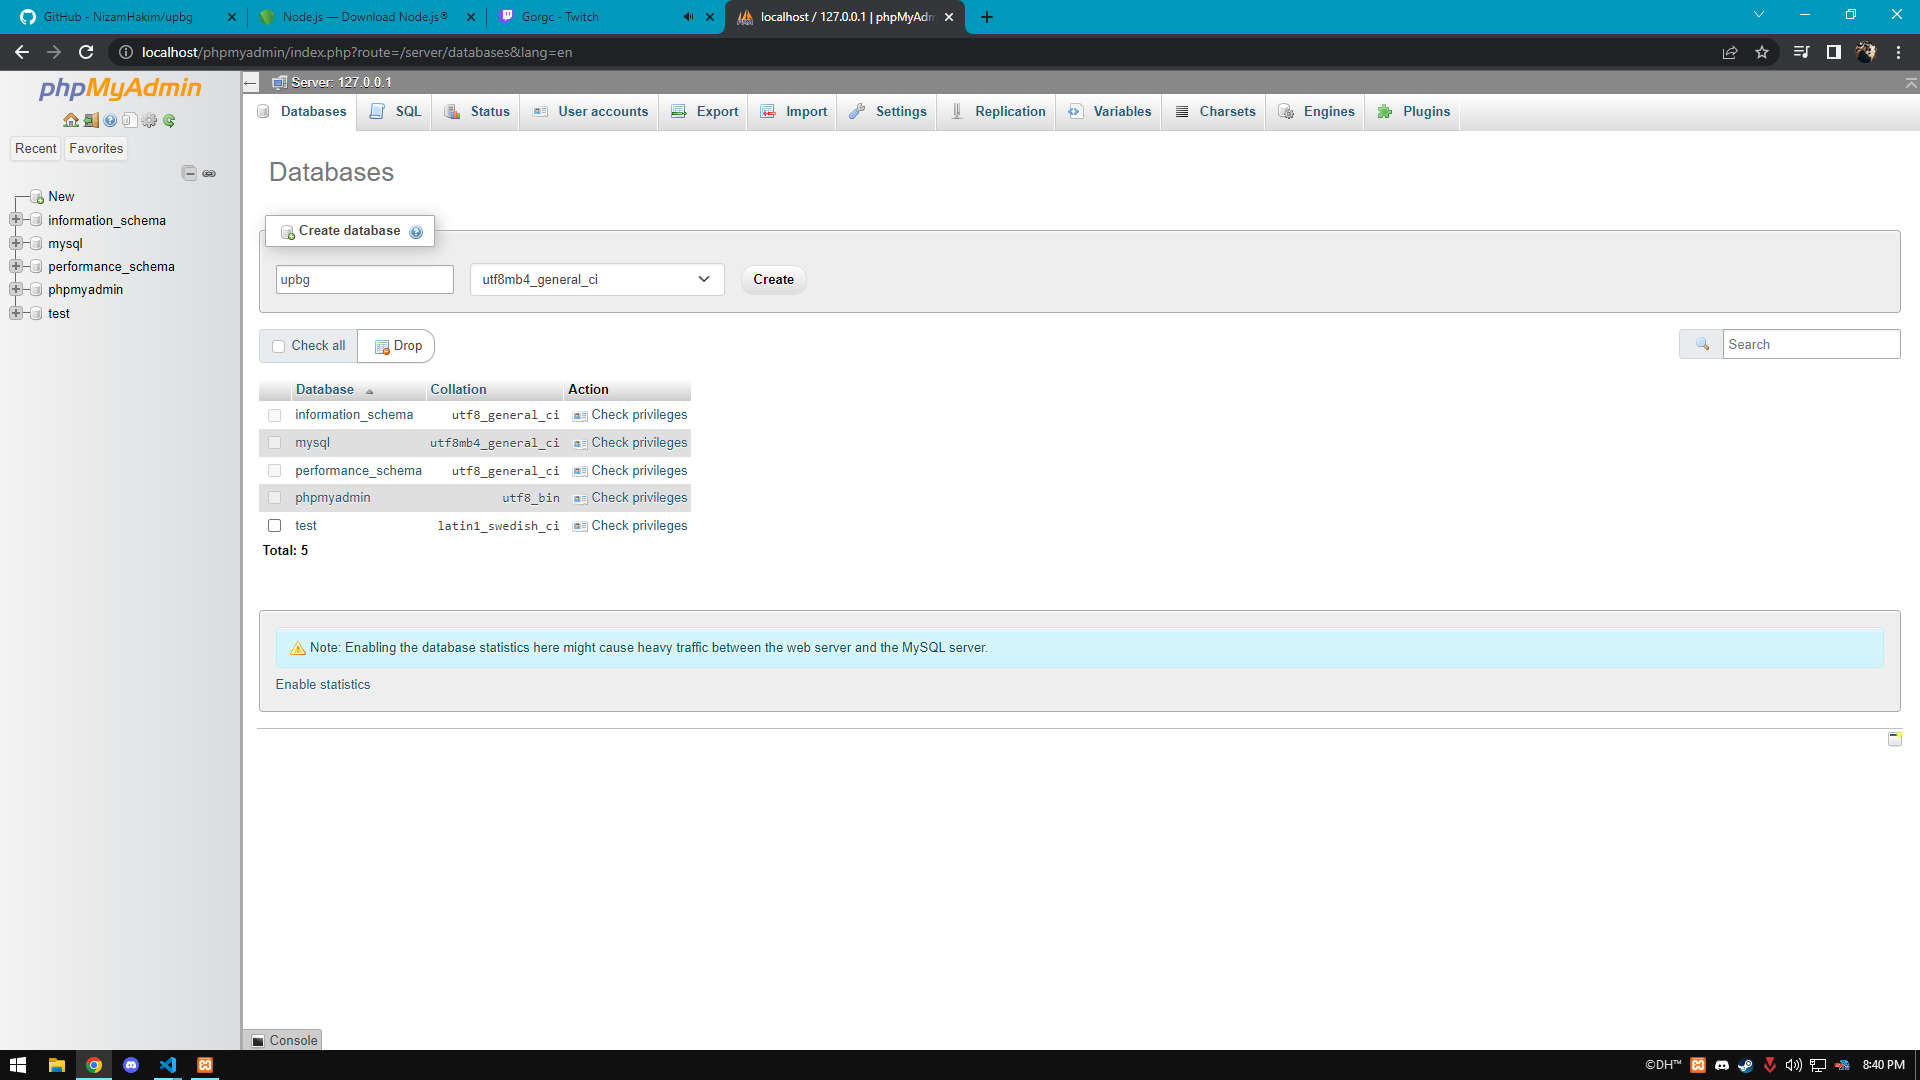 GitHub - NizamHakim/upbg
Node.js — Download Node.js®
Gorgc - Twitch
localhost / 127.0.0.1 | phpMyAdm
localhost/phpmyadmin/index.php?route=/server/databases&lang=en
phpMyAdmin
Recent
Favorites
New
information_schema
mysql
performance_schema
phpmyadmin
test
Server: 127.0.0.1
Databases
SQL
Status
User accounts
Export
Import
Settings
Replication
Variables
Charsets
Engines
Plugins
Databases
Create database
upbg
utf8mb4_general_ci
Create
Check all
Drop
Search
Database Collation Action
information_schema utf8_general_ci Check privileges
mysql utf8mb4_general_ci Check privileges
performance_schema utf8_general_ci Check privileges
phpmyadmin utf8_bin Check privileges
test latin1_swedish_ci Check privileges
Total: 5
Note: Enabling the database statistics here might cause heavy traffic between the web server and the MySQL server.
Enable statistics
Console
©DH™
8:40 PM